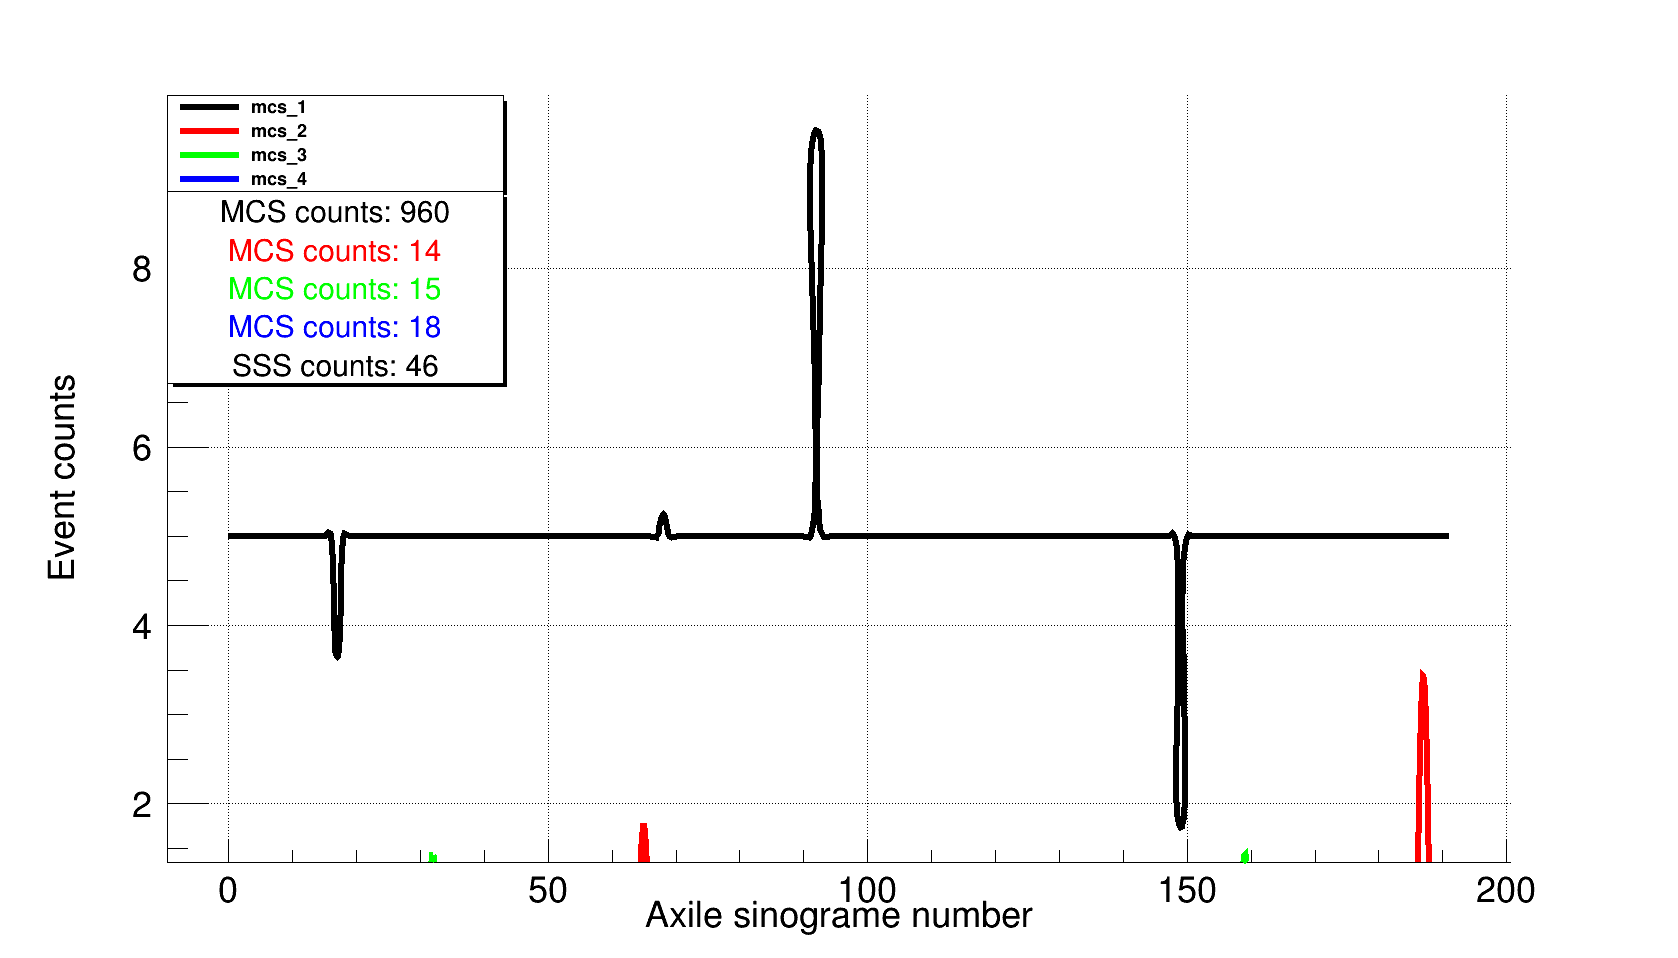 mcs_1
mcs_2
mcs_3
mcs_4
MCS counts: 960
MCS counts: 14
MCS counts: 15
MCS counts: 18
SSS counts: 46
8
6
4
2
Event counts
0 50 100 150 200
Axile sinograme number